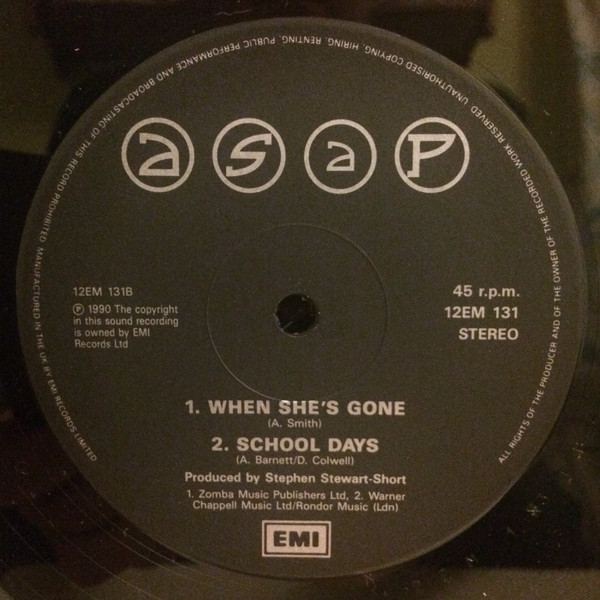 a s a P
12EM 131B
℗ 1990 The copyright
in this sound recording
is owned by EMI
Records Ltd
45 r.p.m.
12EM 131
STEREO
1. WHEN SHE'S GONE
(A. Smith)
2. SCHOOL DAYS
(A. Barnett/D. Colwell)
Produced by Stephen Stewart-Short
1. Zomba Music Publishers Ltd, 2. Warner
Chappell Music Ltd/Rondor Music (Ldn)
EMI
ALL RIGHTS OF THE PRODUCER AND OF THE OWNER OF THE RECORDED WORK RESERVED. UNAUTHORISED COPYING, HIRING, RENTING, PUBLIC PERFORMANCE AND BROADCASTING OF THIS RECORD PROHIBITED. MANUFACTURED IN THE UK BY EMI RECORDS LIMITED